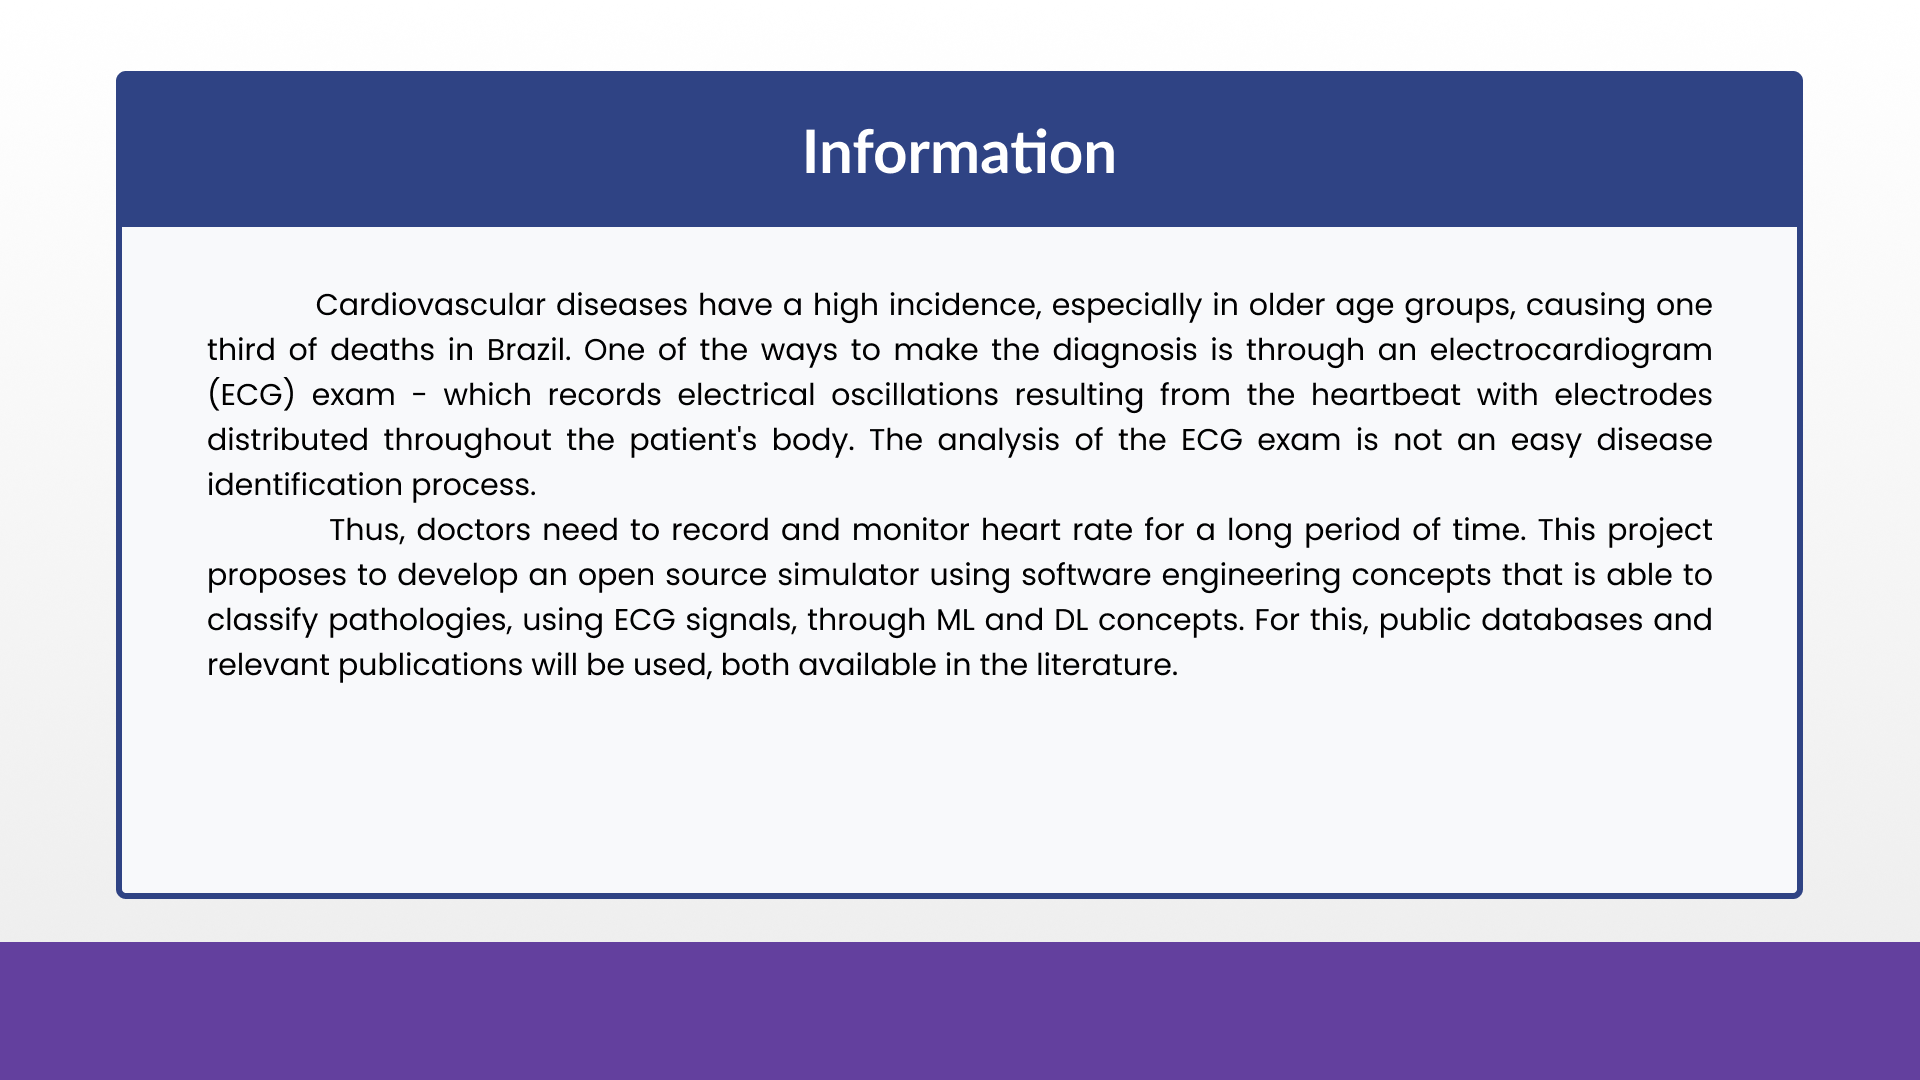 Information
Cardiovascular diseases have a high incidence, especially in older age groups, causing one
third of deaths in Brazil. One of the ways to make the diagnosis is through an electrocardiogram
(ECG) exam - which records electrical oscillations resulting from the heartbeat with electrodes
distributed throughout the patient's body. The analysis of the ECG exam is not an easy disease
identification process.
Thus, doctors need to record and monitor heart rate for a long period of time. This project
proposes to develop an open source simulator using software engineering concepts that is able to
classify pathologies, using ECG signals, through ML and DL concepts. For this, public databases and
relevant publications will be used, both available in the literature.